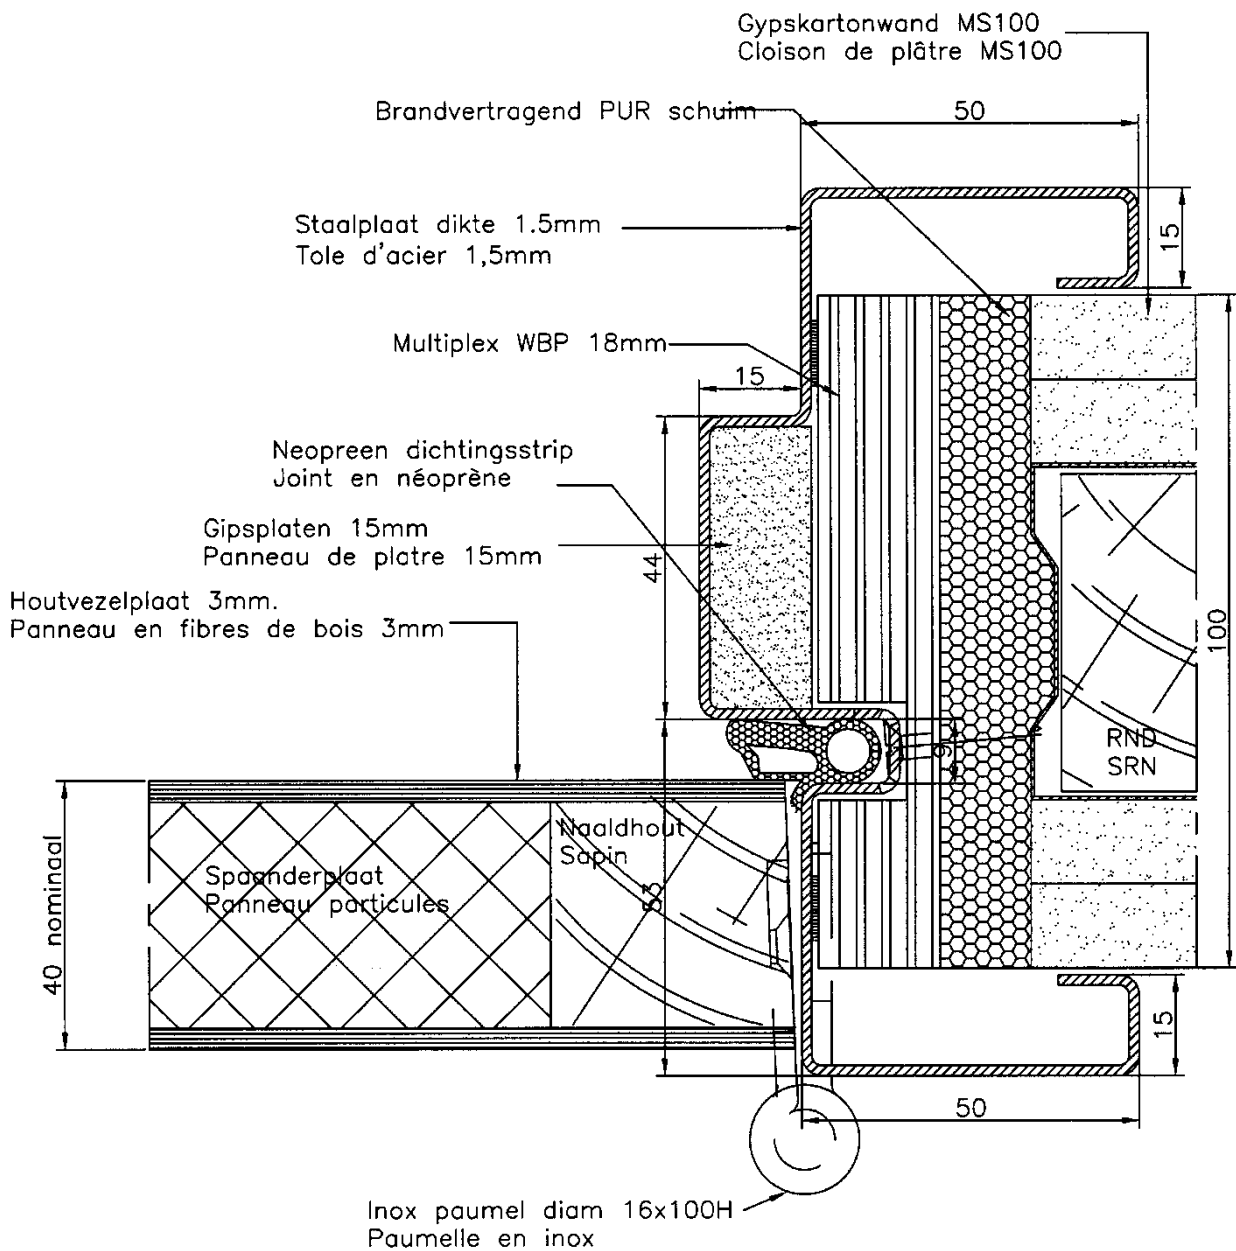 Gypskartonwand MS100
Cloison de plâtre MS100
Brandvertragend PUR schuim
50
Staalplaat dikte 1.5mm
Tole d'acier 1,5mm
15
Multiplex WBP 18mm
15
Neopreen dichtingsstrip
Joint en néoprène
Gipsplaten 15mm
Panneau de platre 15mm
44
Houtvezelplaat 3mm.
Panneau en fibres de bois 3mm
100
RND
SRN
9
Naaldhout
Sapin
Spaanderplaat
Panneau particules
53
40 nominaal
15
50
Inox paumel diam 16x100H
Paumelle en inox